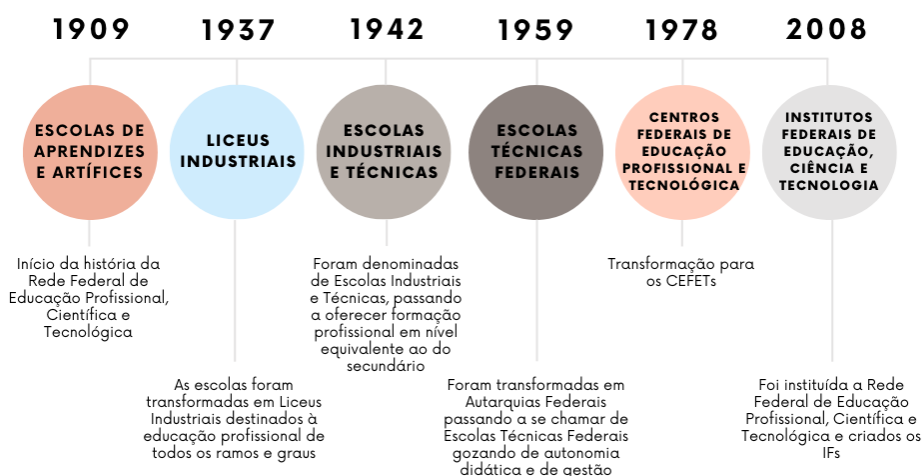 1909
1937
1942
1959
1978
2008
ESCOLAS DE
APRENDIZES
E ARTÍFICES
LICEUS
INDUSTRIAIS
ESCOLAS
INDUSTRIAIS
E TÉCNICAS
ESCOLAS
TÉCNICAS
FEDERAIS
CENTROS
FEDERAIS DE
EDUCAÇÃO
PROFISSIONAL E
TECNOLÓGICA
INSTITUTOS
FEDERAIS DE
EDUCAÇÃO,
CIÊNCIA E
TECNOLOGIA
Início da história da
Rede Federal de
Educação Profissional,
Científica e
Tecnológica
As escolas foram
transformadas em Liceus
Industriais destinados à
educação profissional de
todos os ramos e graus
Foram denominadas
de Escolas Industriais
e Técnicas, passando
a oferecer formação
profissional em nível
equivalente ao do
secundário
Foram transformadas em
Autarquias Federais
passando a se chamar de
Escolas Técnicas Federais
gozando de autonomia
didática e de gestão
Transformação para
os CEFETs
Foi instituída a Rede
Federal de Educação
Profissional, Científica e
Tecnológica e criados os
IFs